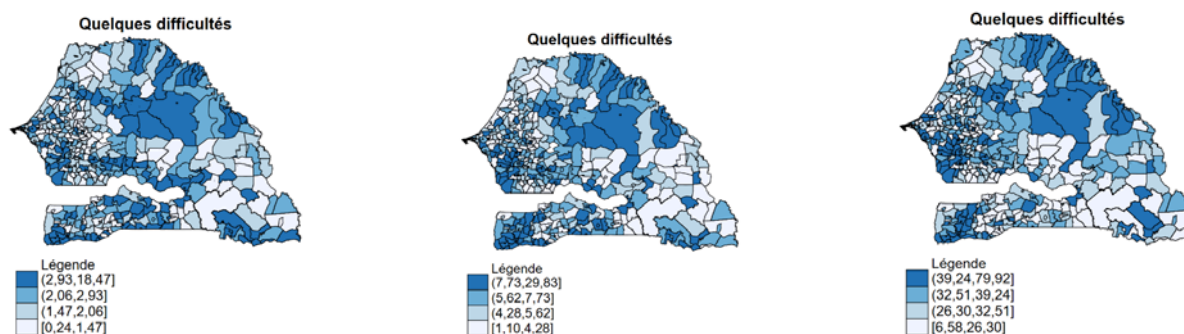 Quelques difficultés
Légende
(2,93,18,47]
(2,06,2,93]
(1,47,2,06]
[0,24,1,47]
Quelques difficultés
Légende
(7,73,29,83]
(5,62,7,73]
(4,28,5,62]
[1,10,4,28]
Quelques difficultés
Légende
(39,24,79,92]
(32,51,39,24]
(26,30,32,51]
[6,58,26,30]